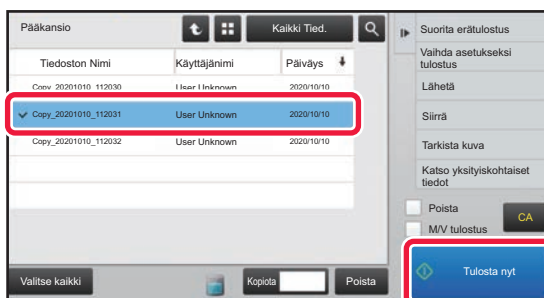 Pääkansio
Kaikki Tied.
Tiedoston Nimi Käyttäjänimi Päiväys
Copy_20201010_112030 User Unknown 2020/10/10
Copy_20201010_112031 User Unknown 2020/10/10
Copy_20201010_112032 User Unknown 2020/10/10
Valitse kaikki
Kopiota
Poista
Suorita erätulostus
Vaihda asetukseksi
tulostus
Lähetä
Siirrä
Tarkista kuva
Katso yksityiskohtaiset
tiedot
Poista
M/V tulostus
CA
Tulosta nyt